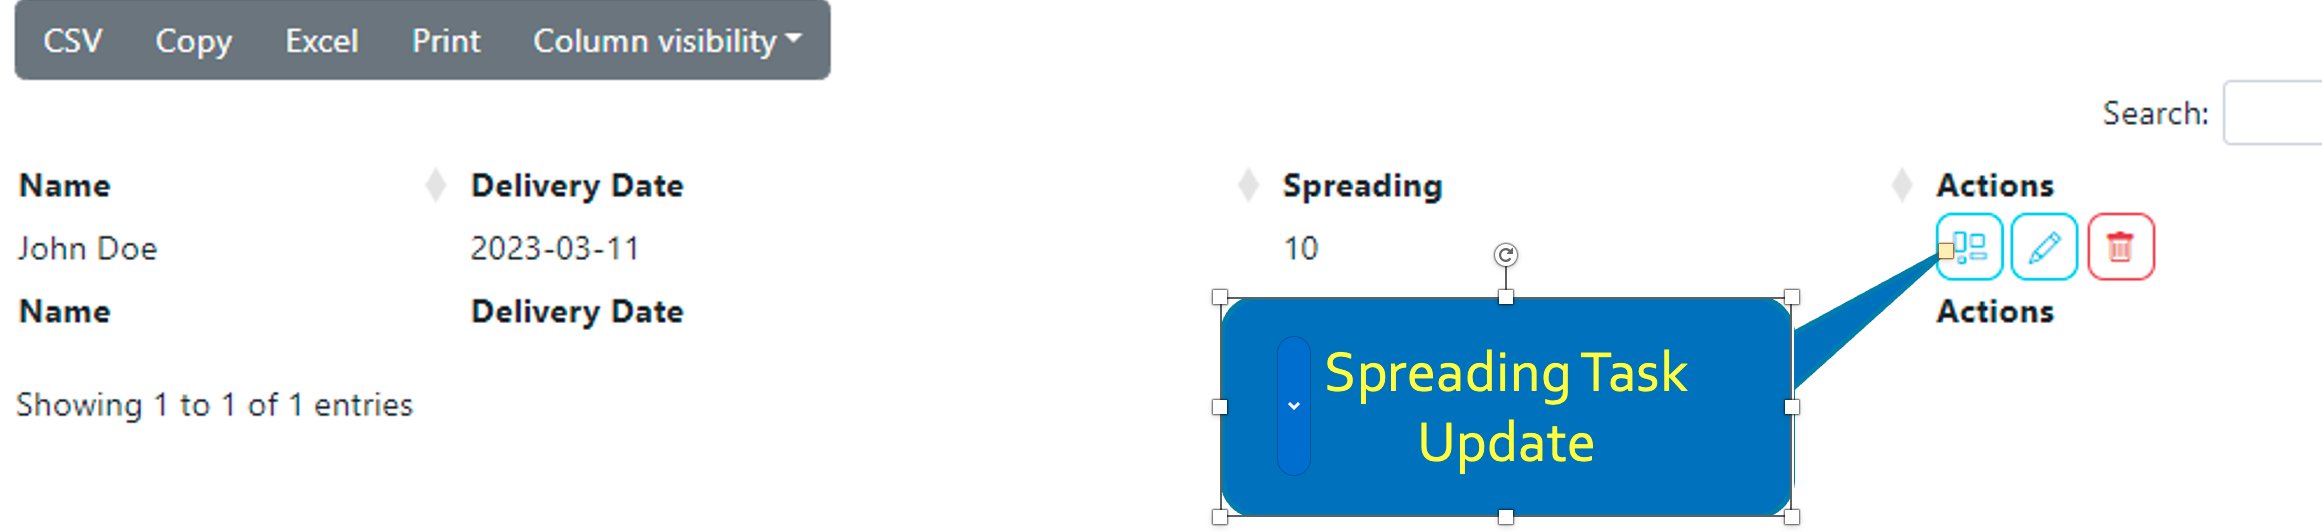 CSV Copy Excel Print Column visibility
Search:
Name Delivery Date Spreading Actions
John Doe 2023-03-11 10
Name Delivery Date Actions
Spreading Task
Update
Showing 1 to 1 of 1 entries